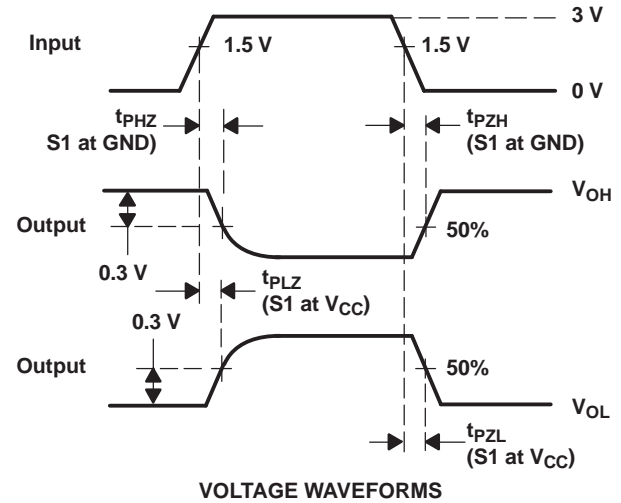 3 V
Input
1.5 V
1.5 V
0 V
tPHZ
S1 at GND)
tPZH
(S1 at GND)
VOH
Output
50%
0.3 V
tPLZ
(S1 at VCC)
0.3 V
Output
50%
VOL
tPZL
(S1 at VCC)
VOLTAGE WAVEFORMS